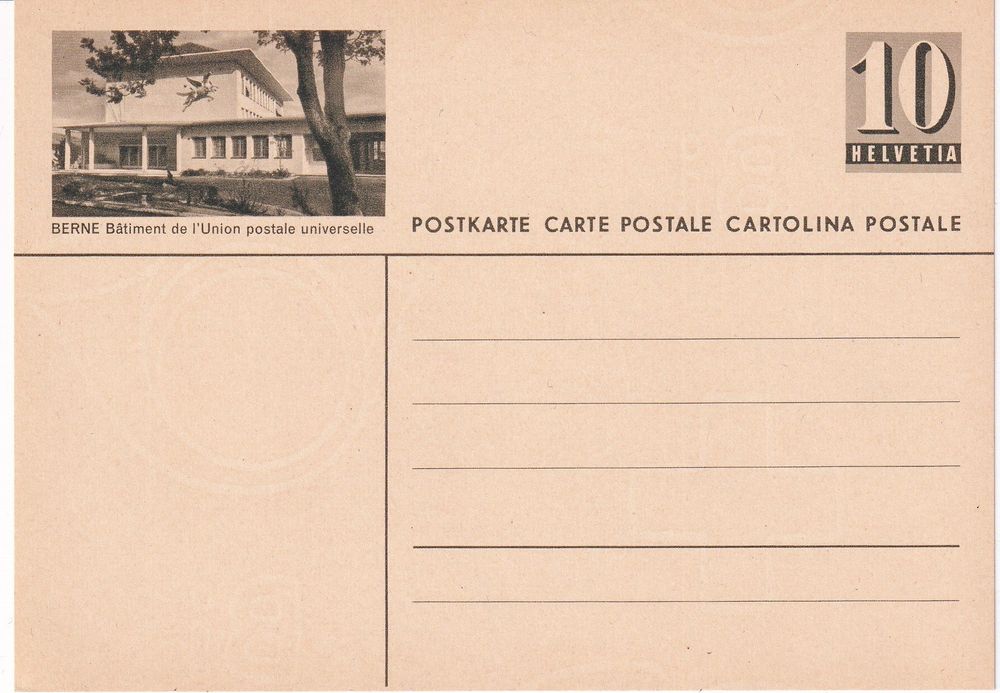 10
HELVETIA
BERNE Bâtiment de l'Union postale universelle
POSTKARTE CARTE POSTALE CARTOLINA POSTALE